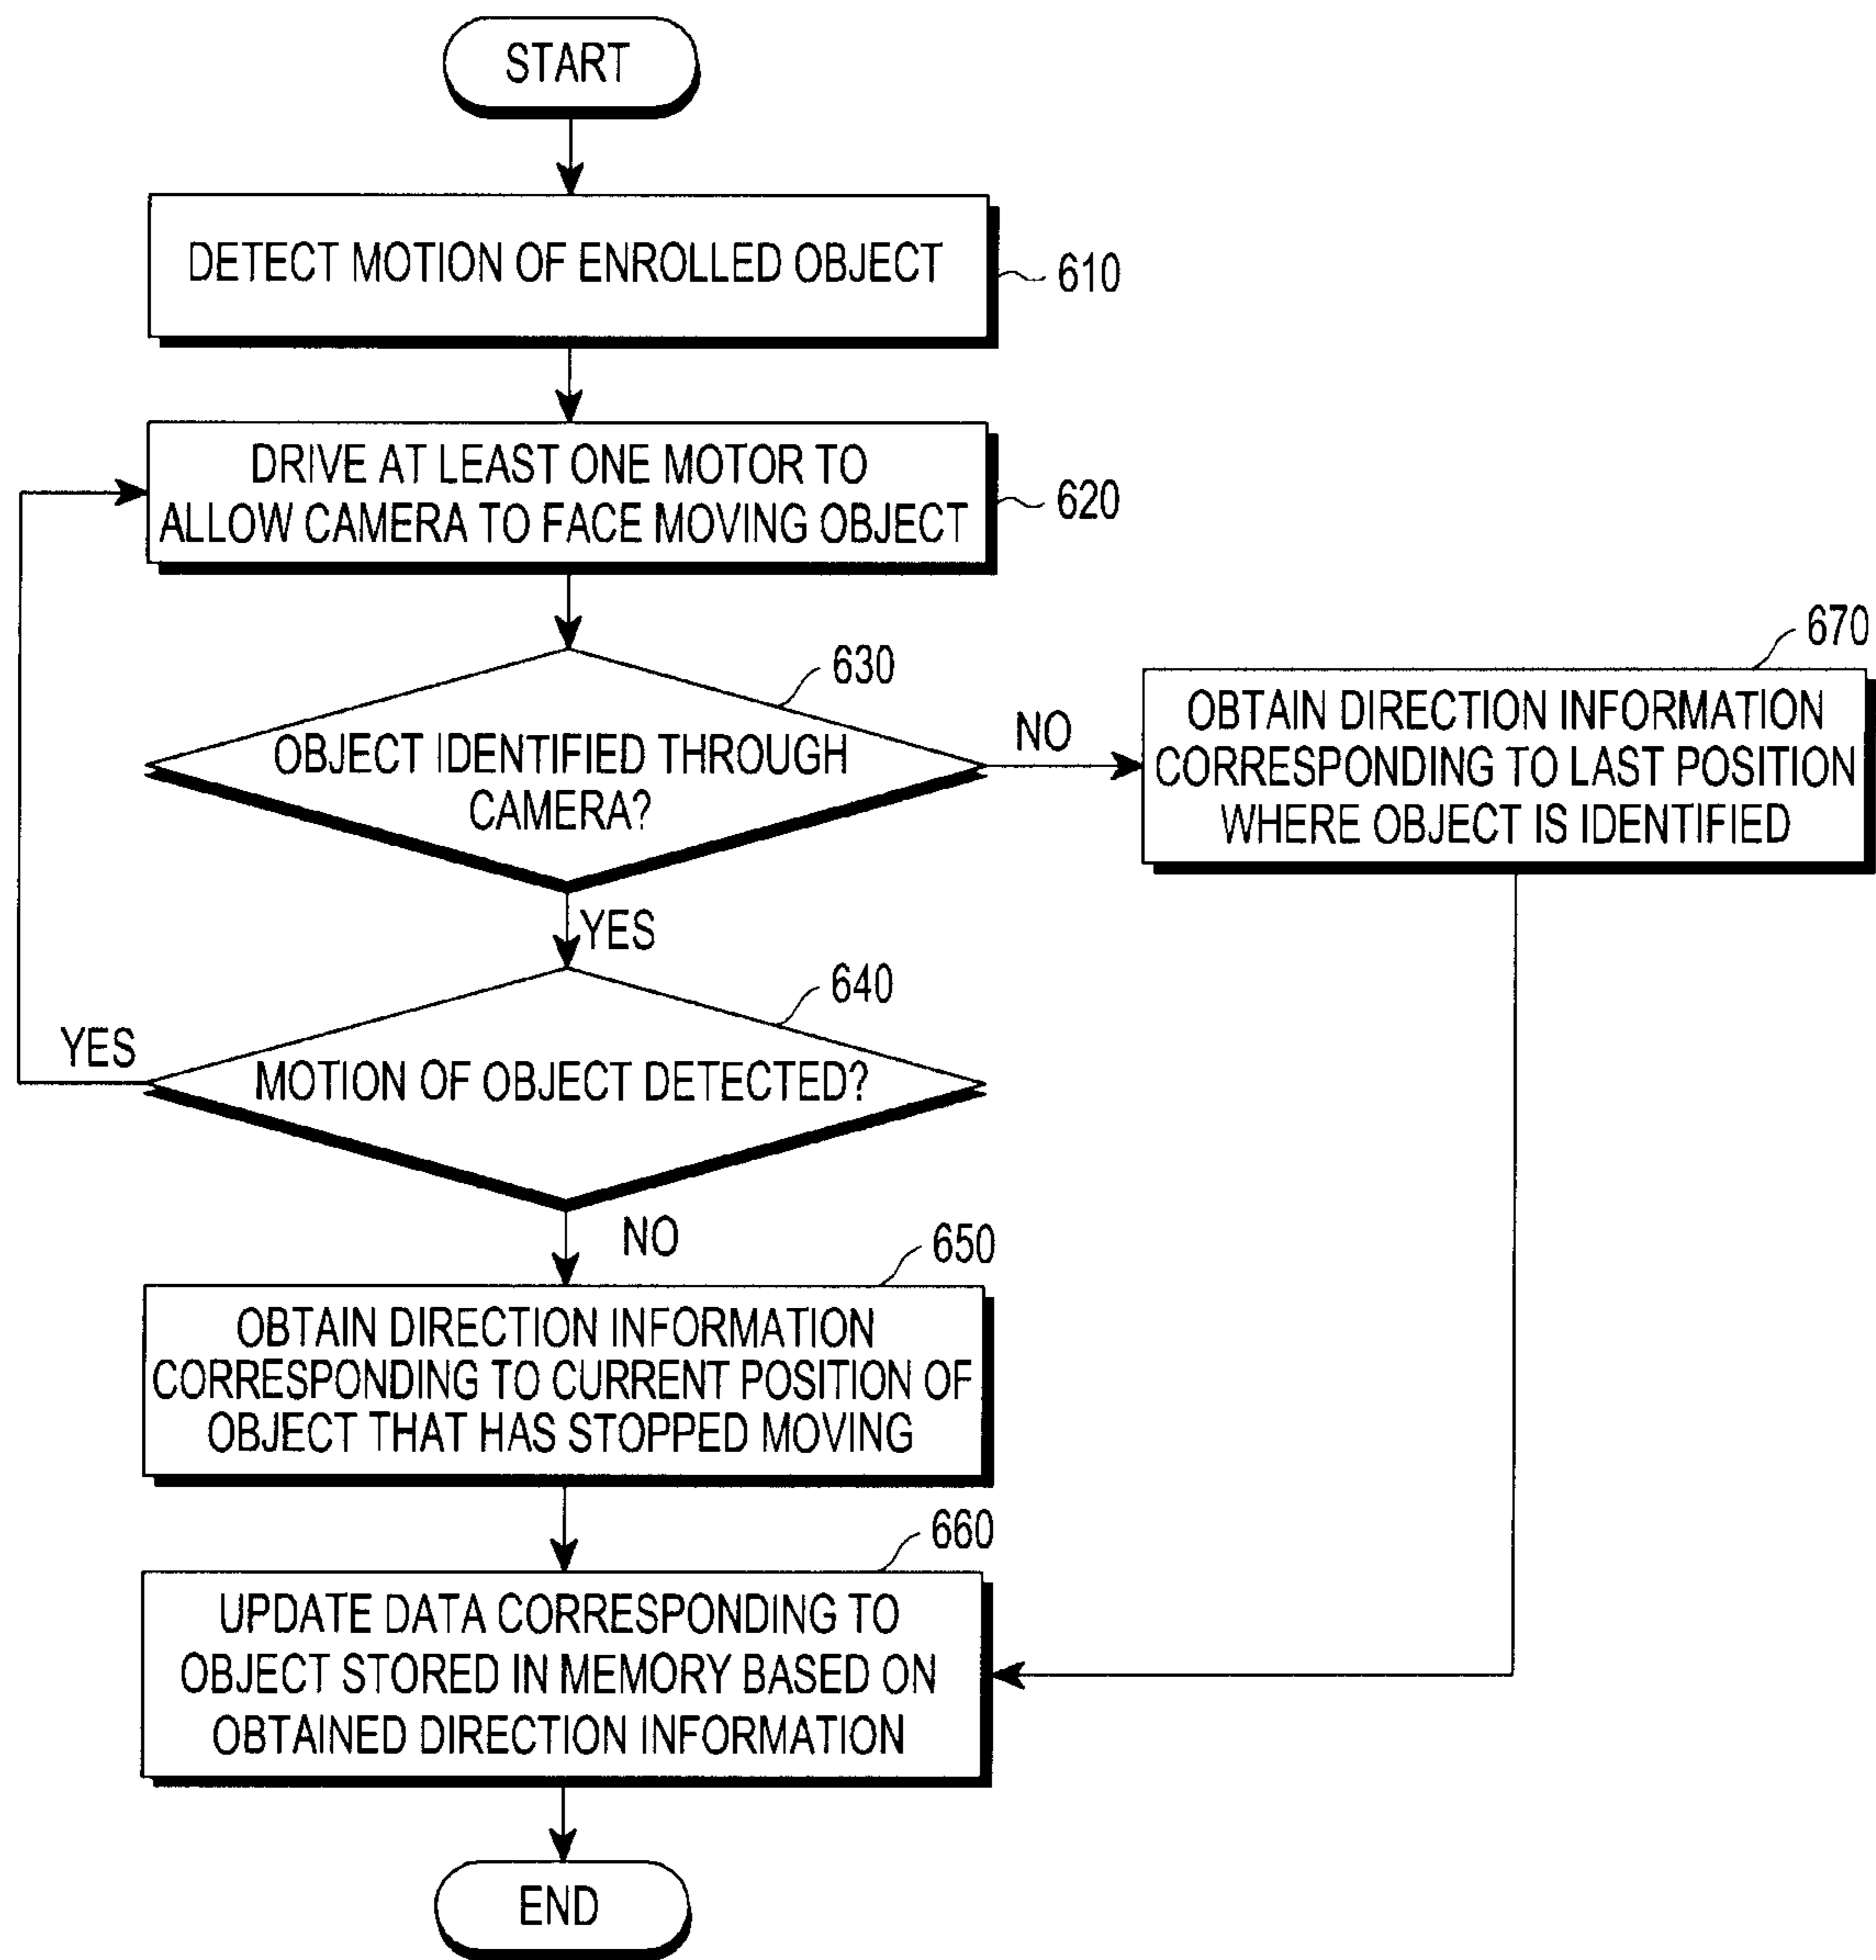 START
DETECT MOTION OF ENROLLED OBJECT
610
DRIVE AT LEAST ONE MOTOR TO
ALLOW CAMERA TO FACE MOVING OBJECT
620
630
OBJECT IDENTIFIED THROUGH
CAMERA?
NO
670
OBTAIN DIRECTION INFORMATION
CORRESPONDING TO LAST POSITION
WHERE OBJECT IS IDENTIFIED
YES
640
MOTION OF OBJECT DETECTED?
YES
NO
650
OBTAIN DIRECTION INFORMATION
CORRESPONDING TO CURRENT POSITION OF
OBJECT THAT HAS STOPPED MOVING
660
UPDATE DATA CORRESPONDING TO
OBJECT STORED IN MEMORY BASED ON
OBTAINED DIRECTION INFORMATION
END